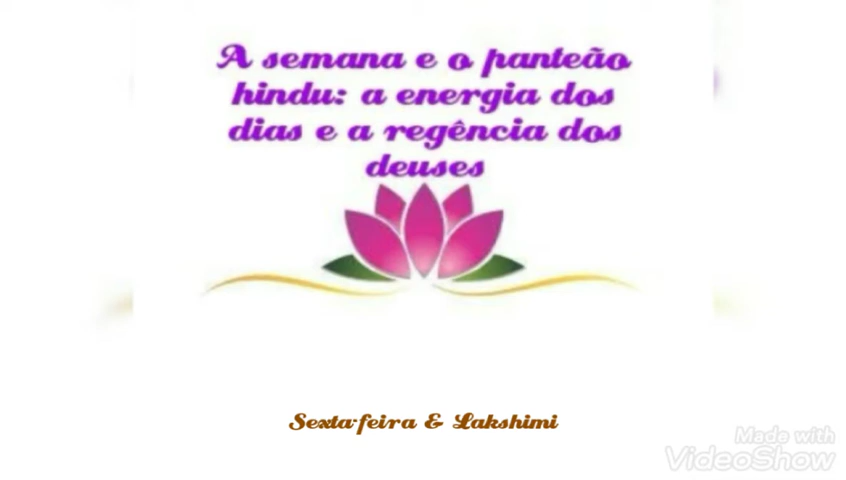 A semana e o panteão
hindu: a energia dos
dias e a regência dos
deuses
Sexta-feira & Lakshimi
Made with
VideoShow